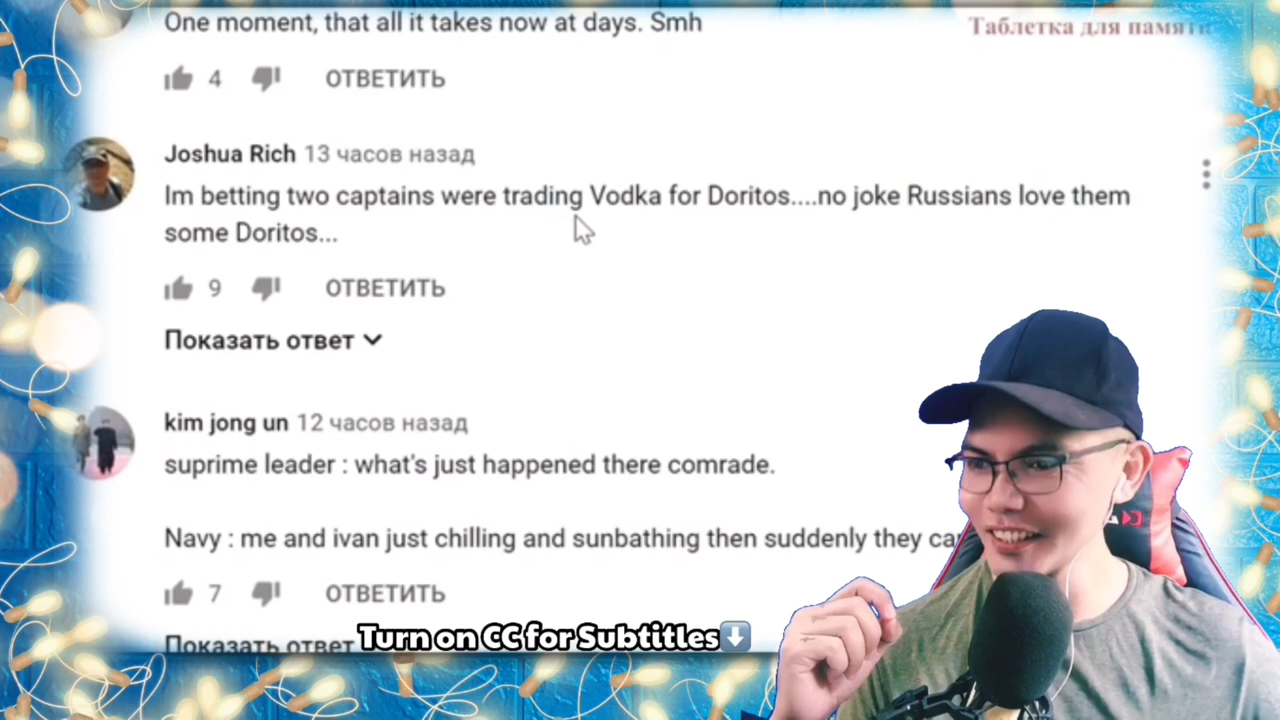 One moment, that all it takes now at days. Smh
Таблетка для памяти
4 ОТВЕТИТЬ
Joshua Rich 13 часов назад
Im betting two captains were trading Vodka for Doritos....no joke Russians love them
some Doritos...
9 ОТВЕТИТЬ
Показать ответ
kim jong un 12 часов назад
suprime leader : what's just happened there comrade.
Navy : me and ivan just chilling and sunbathing then suddenly they
7 ОТВЕТИТЬ
Показать ответ
Turn on CC for Subtitles